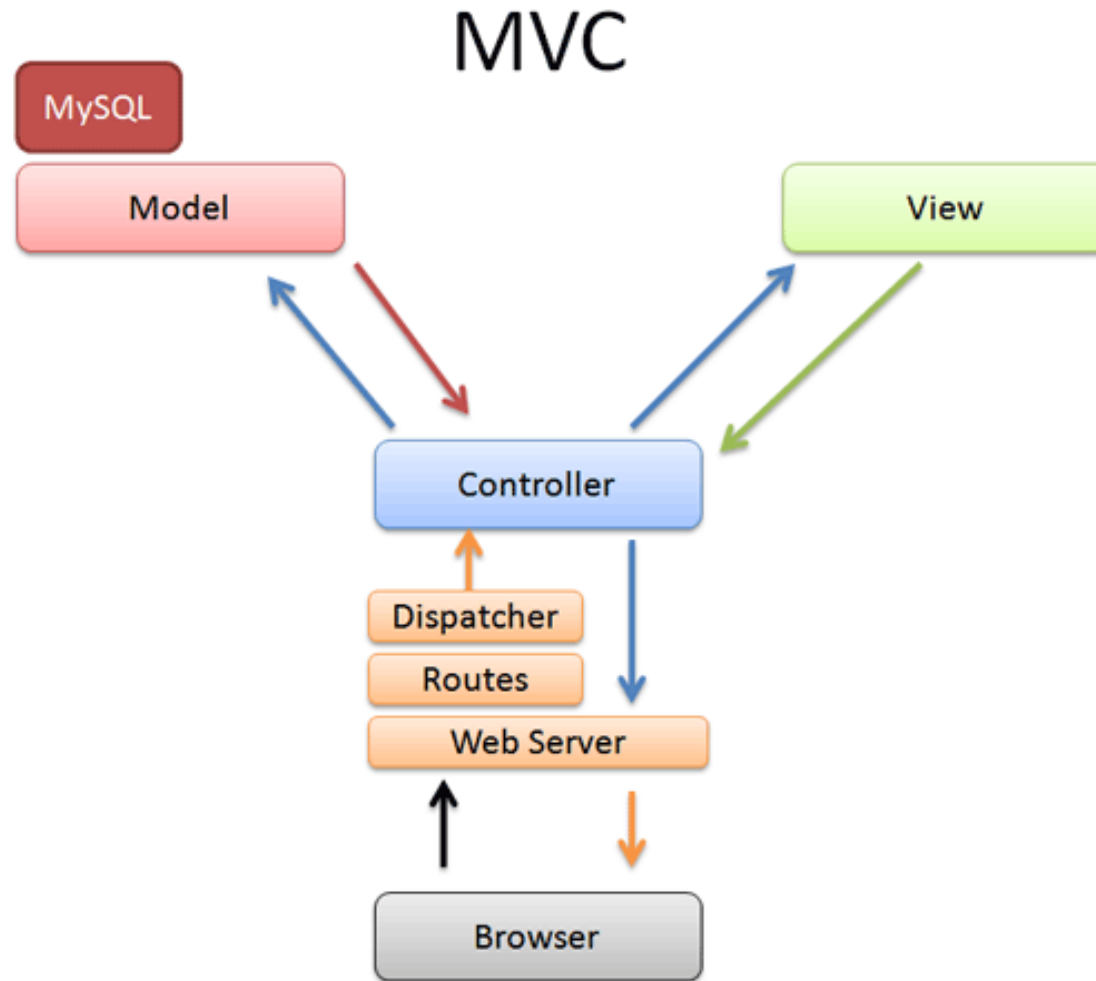 MVC
MySQL
Model
View
Controller
Dispatcher
Routes
Web Server
Browser